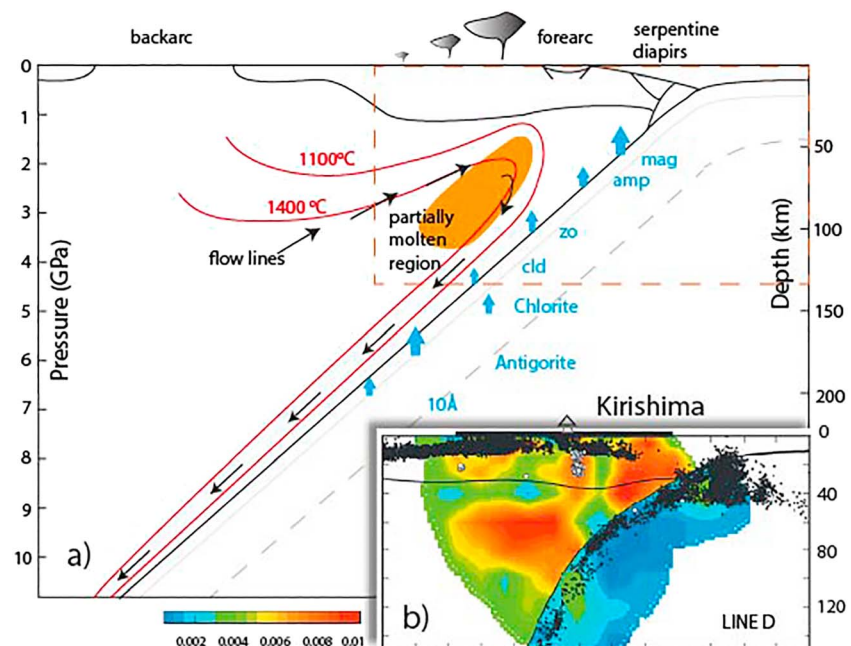 backarc
forearc
serpentine
diapirs
0
1
2
3
4
5
6
7
8
9
10
Pressure (GPa)
50
100
150
200
Depth (km)
1100°C
1400 °C
flow lines
partially
molten
region
mag
amp
zo
cld
Chlorite
Antigorite
10Å
a)
Kirishima
0
40
80
120
b)
LINE D
0.002 0.004 0.006 0.008 0.01